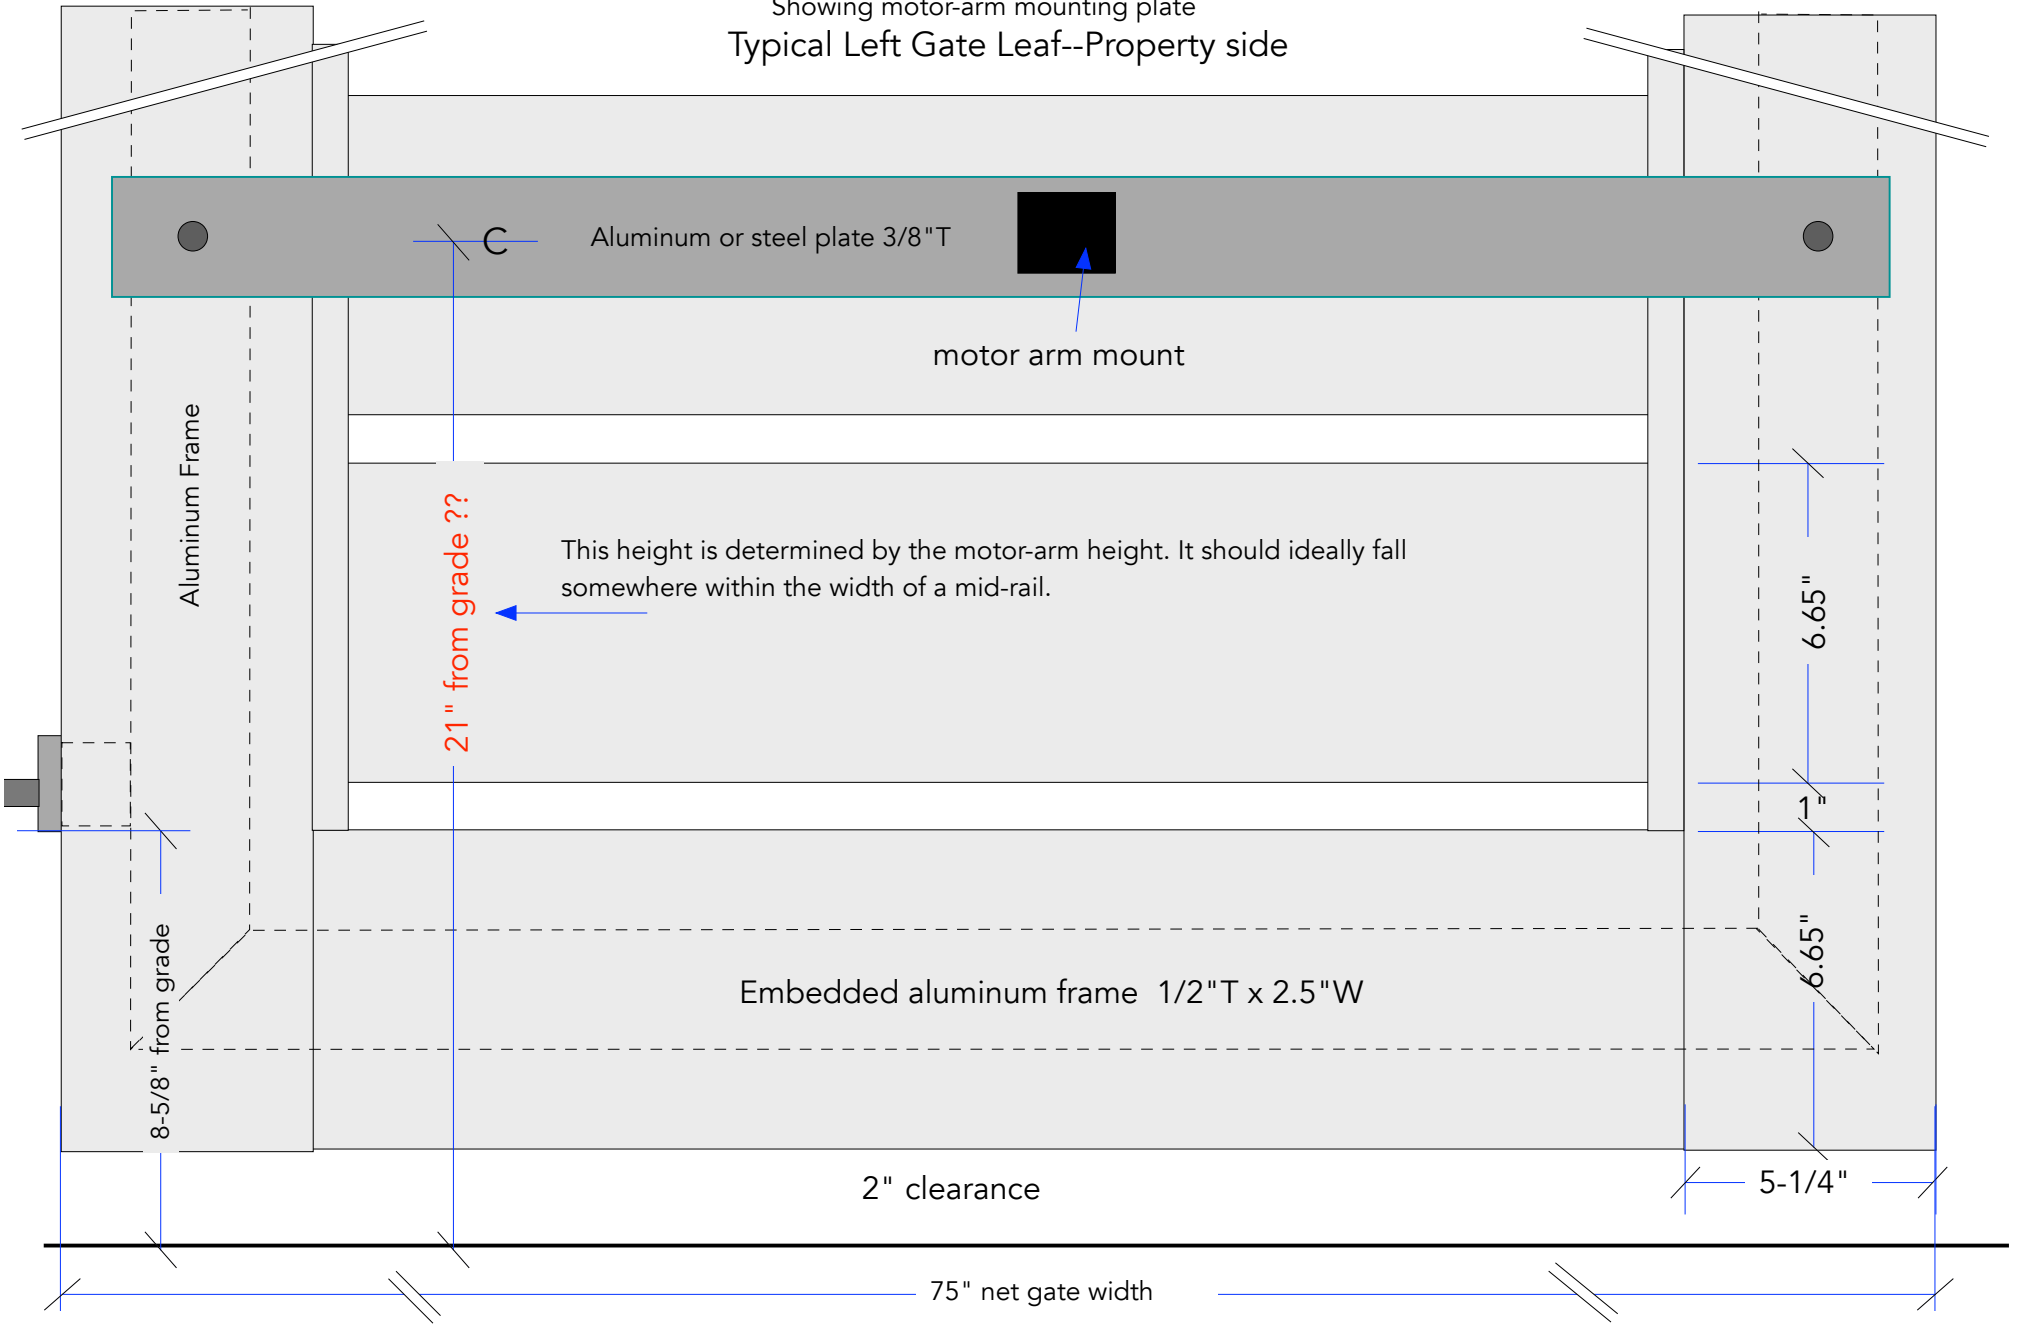 Showing motor-arm mounting plate
Typical Left Gate Leaf--Property side
C
Aluminum or steel plate 3/8"T
motor arm mount
Aluminum Frame
21" from grade ??
This height is determined by the motor-arm height. It should ideally fall
somewhere within the width of a mid-rail.
6.65"
1"
6.65"
8-5/8" from grade
Embedded aluminum frame 1/2"T x 2.5"W
2" clearance
5-1/4"
75" net gate width